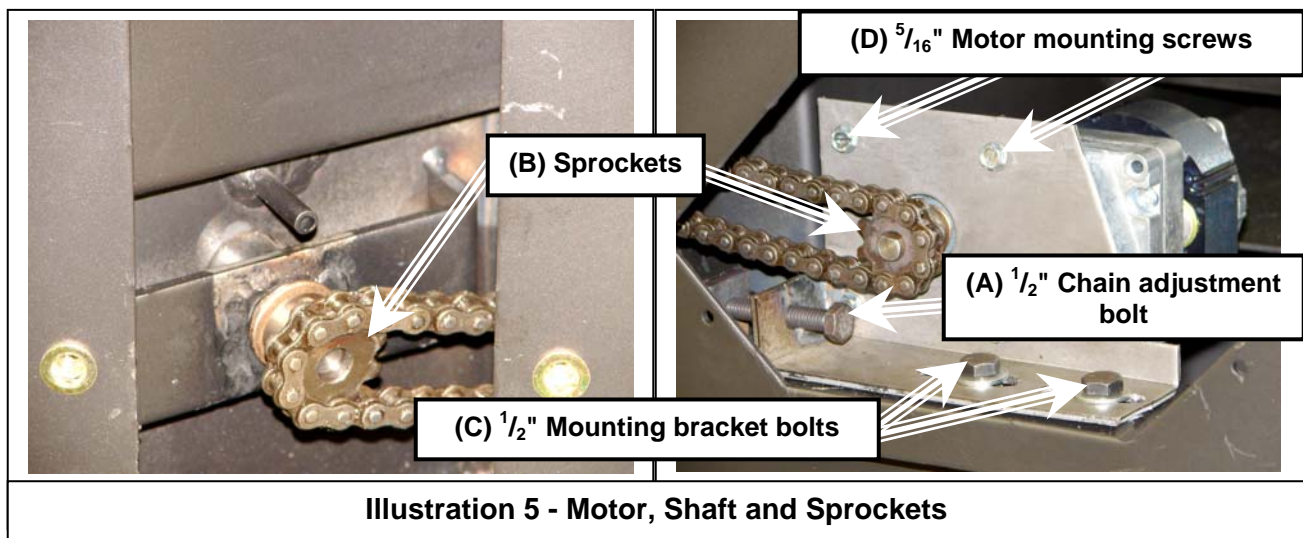 (D) 5/16" Motor mounting screws
(B) Sprockets
(A) 1/2" Chain adjustment
bolt
(C) 1/2" Mounting bracket bolts
Illustration 5 - Motor, Shaft and Sprockets